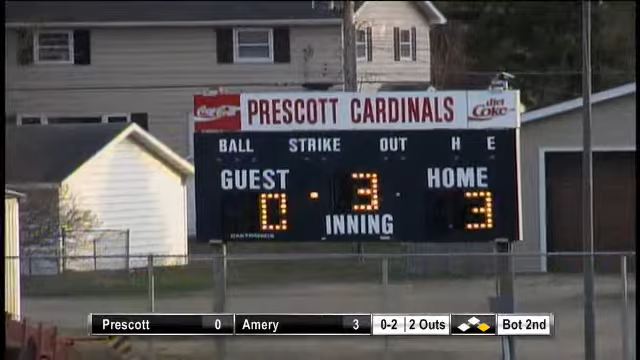 Coca-Cola PRESCOTT CARDINALS diet Coke
BALL STRIKE OUT H E
GUEST 3 HOME
0 INNING 3
Prescott 0 Amery 3 0-2 2 Outs Bot 2nd